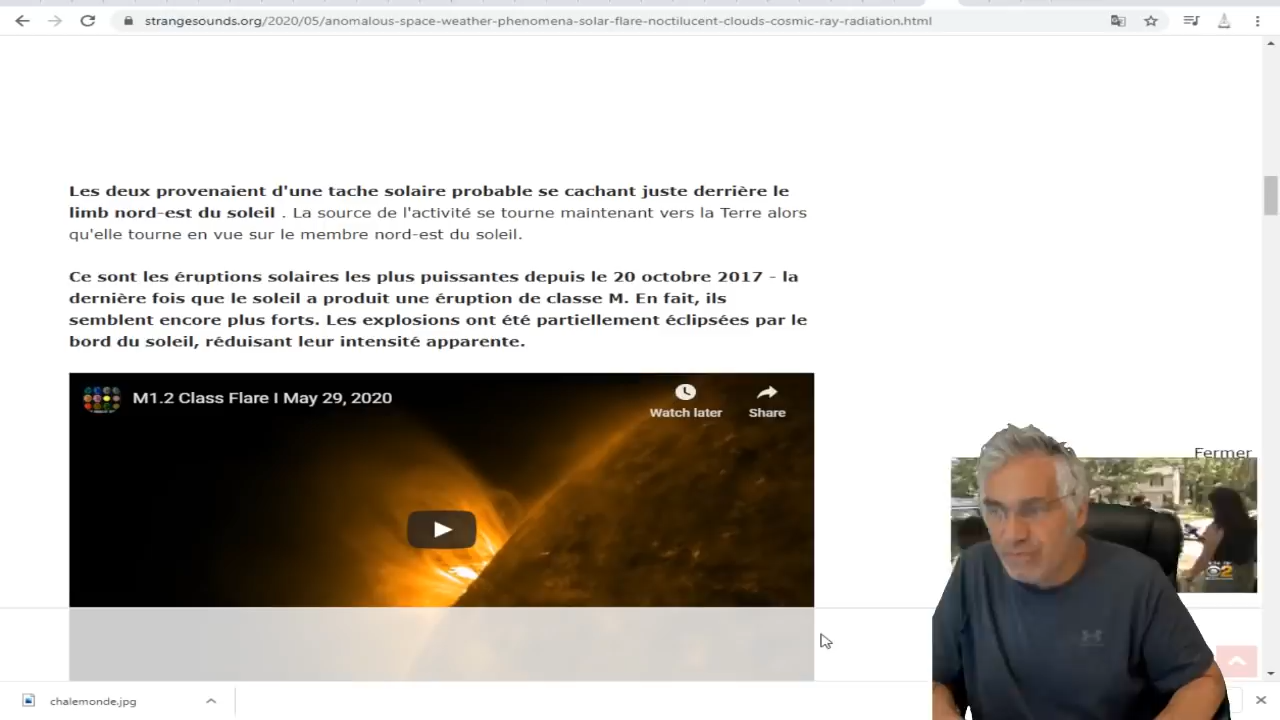 strangesounds.org/2020/05/anomalous-space-weather-phenomena-solar-flare-noctilucent-clouds-cosmic-ray-radiation.html
Les deux provenaient d'une tache solaire probable se cachant juste derrière le
limb nord-est du soleil . La source de l'activité se tourne maintenant vers la Terre alors
qu'elle tourne en vue sur le membre nord-est du soleil.
Ce sont les éruptions solaires les plus puissantes depuis le 20 octobre 2017 - la
dernière fois que le soleil a produit une éruption de classe M. En fait, ils
semblent encore plus forts. Les explosions ont été partiellement éclipsées par le
bord du soleil, réduisant leur intensité apparente.
M1.2 Class Flare I May 29, 2020
Watch later
Share
Fermer
2
chalemonde.jpg